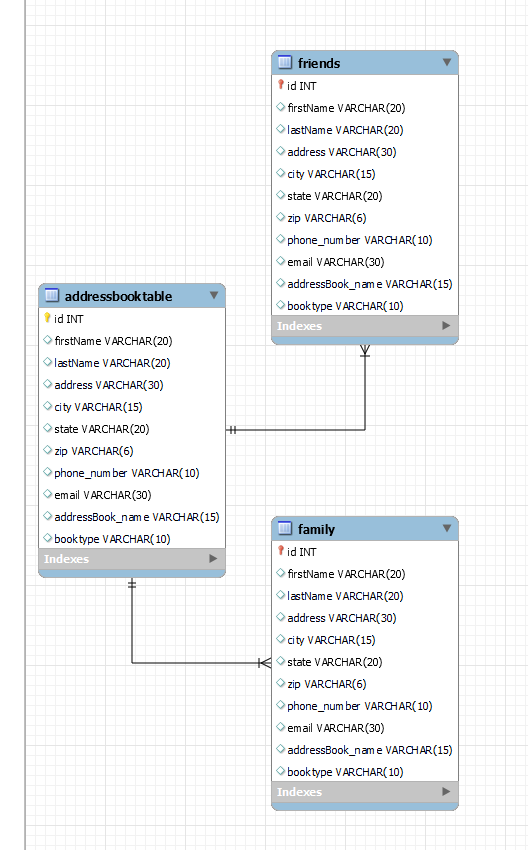 friends
id INT
firstName VARCHAR(20)
lastName VARCHAR(20)
address VARCHAR(30)
city VARCHAR(15)
state VARCHAR(20)
zip VARCHAR(6)
phone_number VARCHAR(10)
email VARCHAR(30)
addressBook_name VARCHAR(15)
booktype VARCHAR(10)
Indexes
addressbooktable
id INT
firstName VARCHAR(20)
lastName VARCHAR(20)
address VARCHAR(30)
city VARCHAR(15)
state VARCHAR(20)
zip VARCHAR(6)
phone_number VARCHAR(10)
email VARCHAR(30)
addressBook_name VARCHAR(15)
booktype VARCHAR(10)
Indexes
family
id INT
firstName VARCHAR(20)
lastName VARCHAR(20)
address VARCHAR(30)
city VARCHAR(15)
state VARCHAR(20)
zip VARCHAR(6)
phone_number VARCHAR(10)
email VARCHAR(30)
addressBook_name VARCHAR(15)
booktype VARCHAR(10)
Indexes